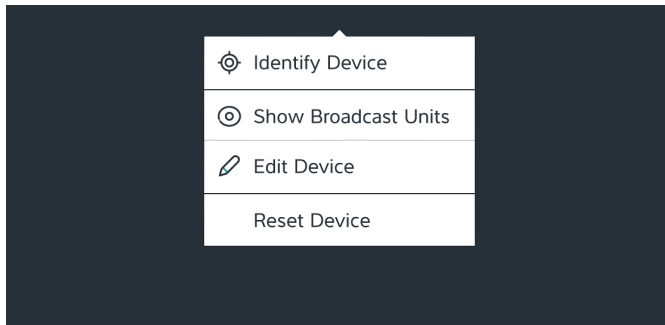 Identify Device
Show Broadcast Units
Edit Device
Reset Device